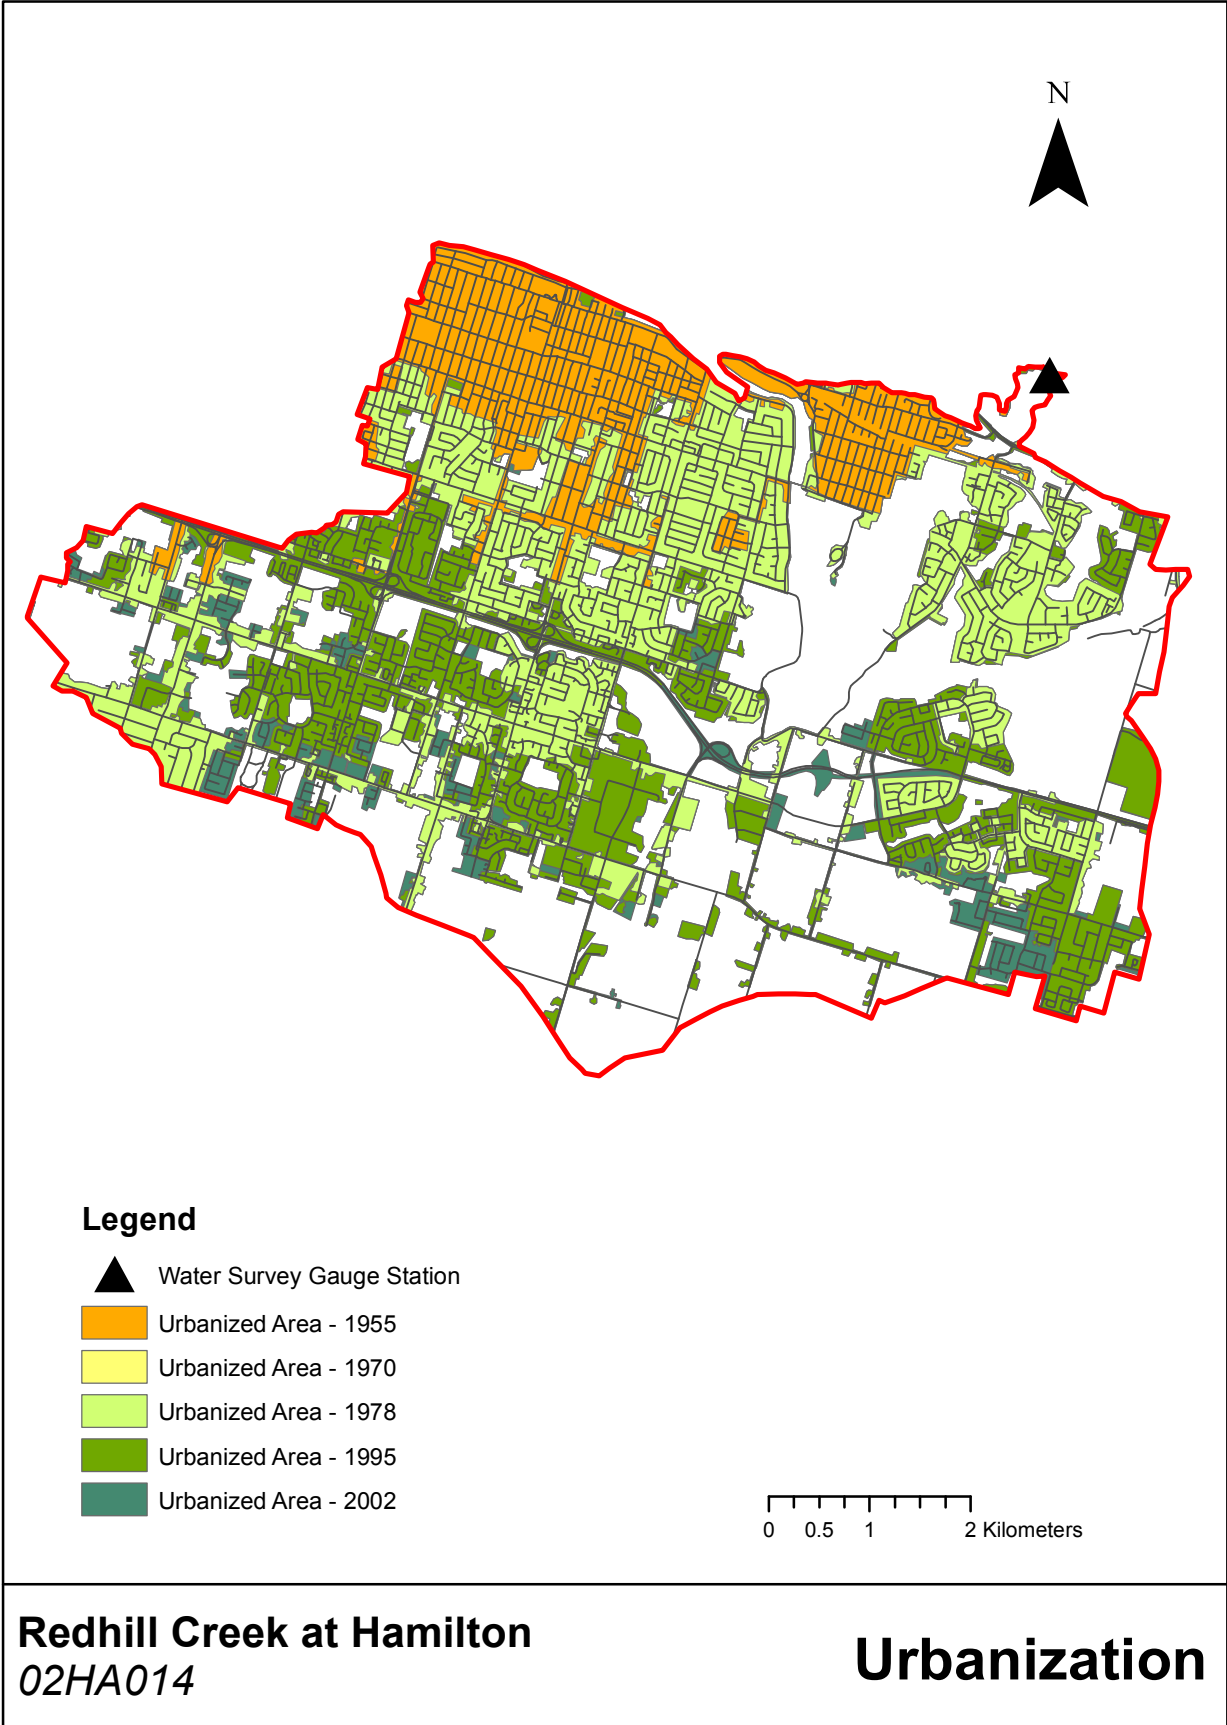 N
Legend
Water Survey Gauge Station
Urbanized Area - 1955
Urbanized Area - 1970
Urbanized Area - 1978
Urbanized Area - 1995
Urbanized Area - 2002
0 0.5 1 2 Kilometers
Redhill Creek at Hamilton
02HA014
Urbanization